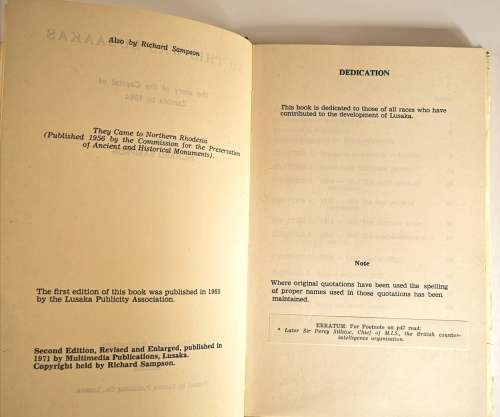 Also by Richard Sampson
They Came to Northern Rhodesia
(Published 1956 by the Commission for the Preservation
of Ancient and Historical Monuments).
The first edition of this book was published in 1960
by the Lusaka Publicity Association.
Second Edition, Revised and Enlarged, published in
1971 by Multimedia Publications, Lusaka.
Copyright held by Richard Sampson.
DEDICATION
This book is dedicated to those of all races who have
contributed to the development of Lusaka.
Note
Where original quotations have been used the spelling
of proper names used in those quotations has been
maintained.
ERRATUM: For Footnote on p47 read:
* Later Sir Percy Sillitoe, Chief of M.I.5., the British counter-
intelligence organisation.